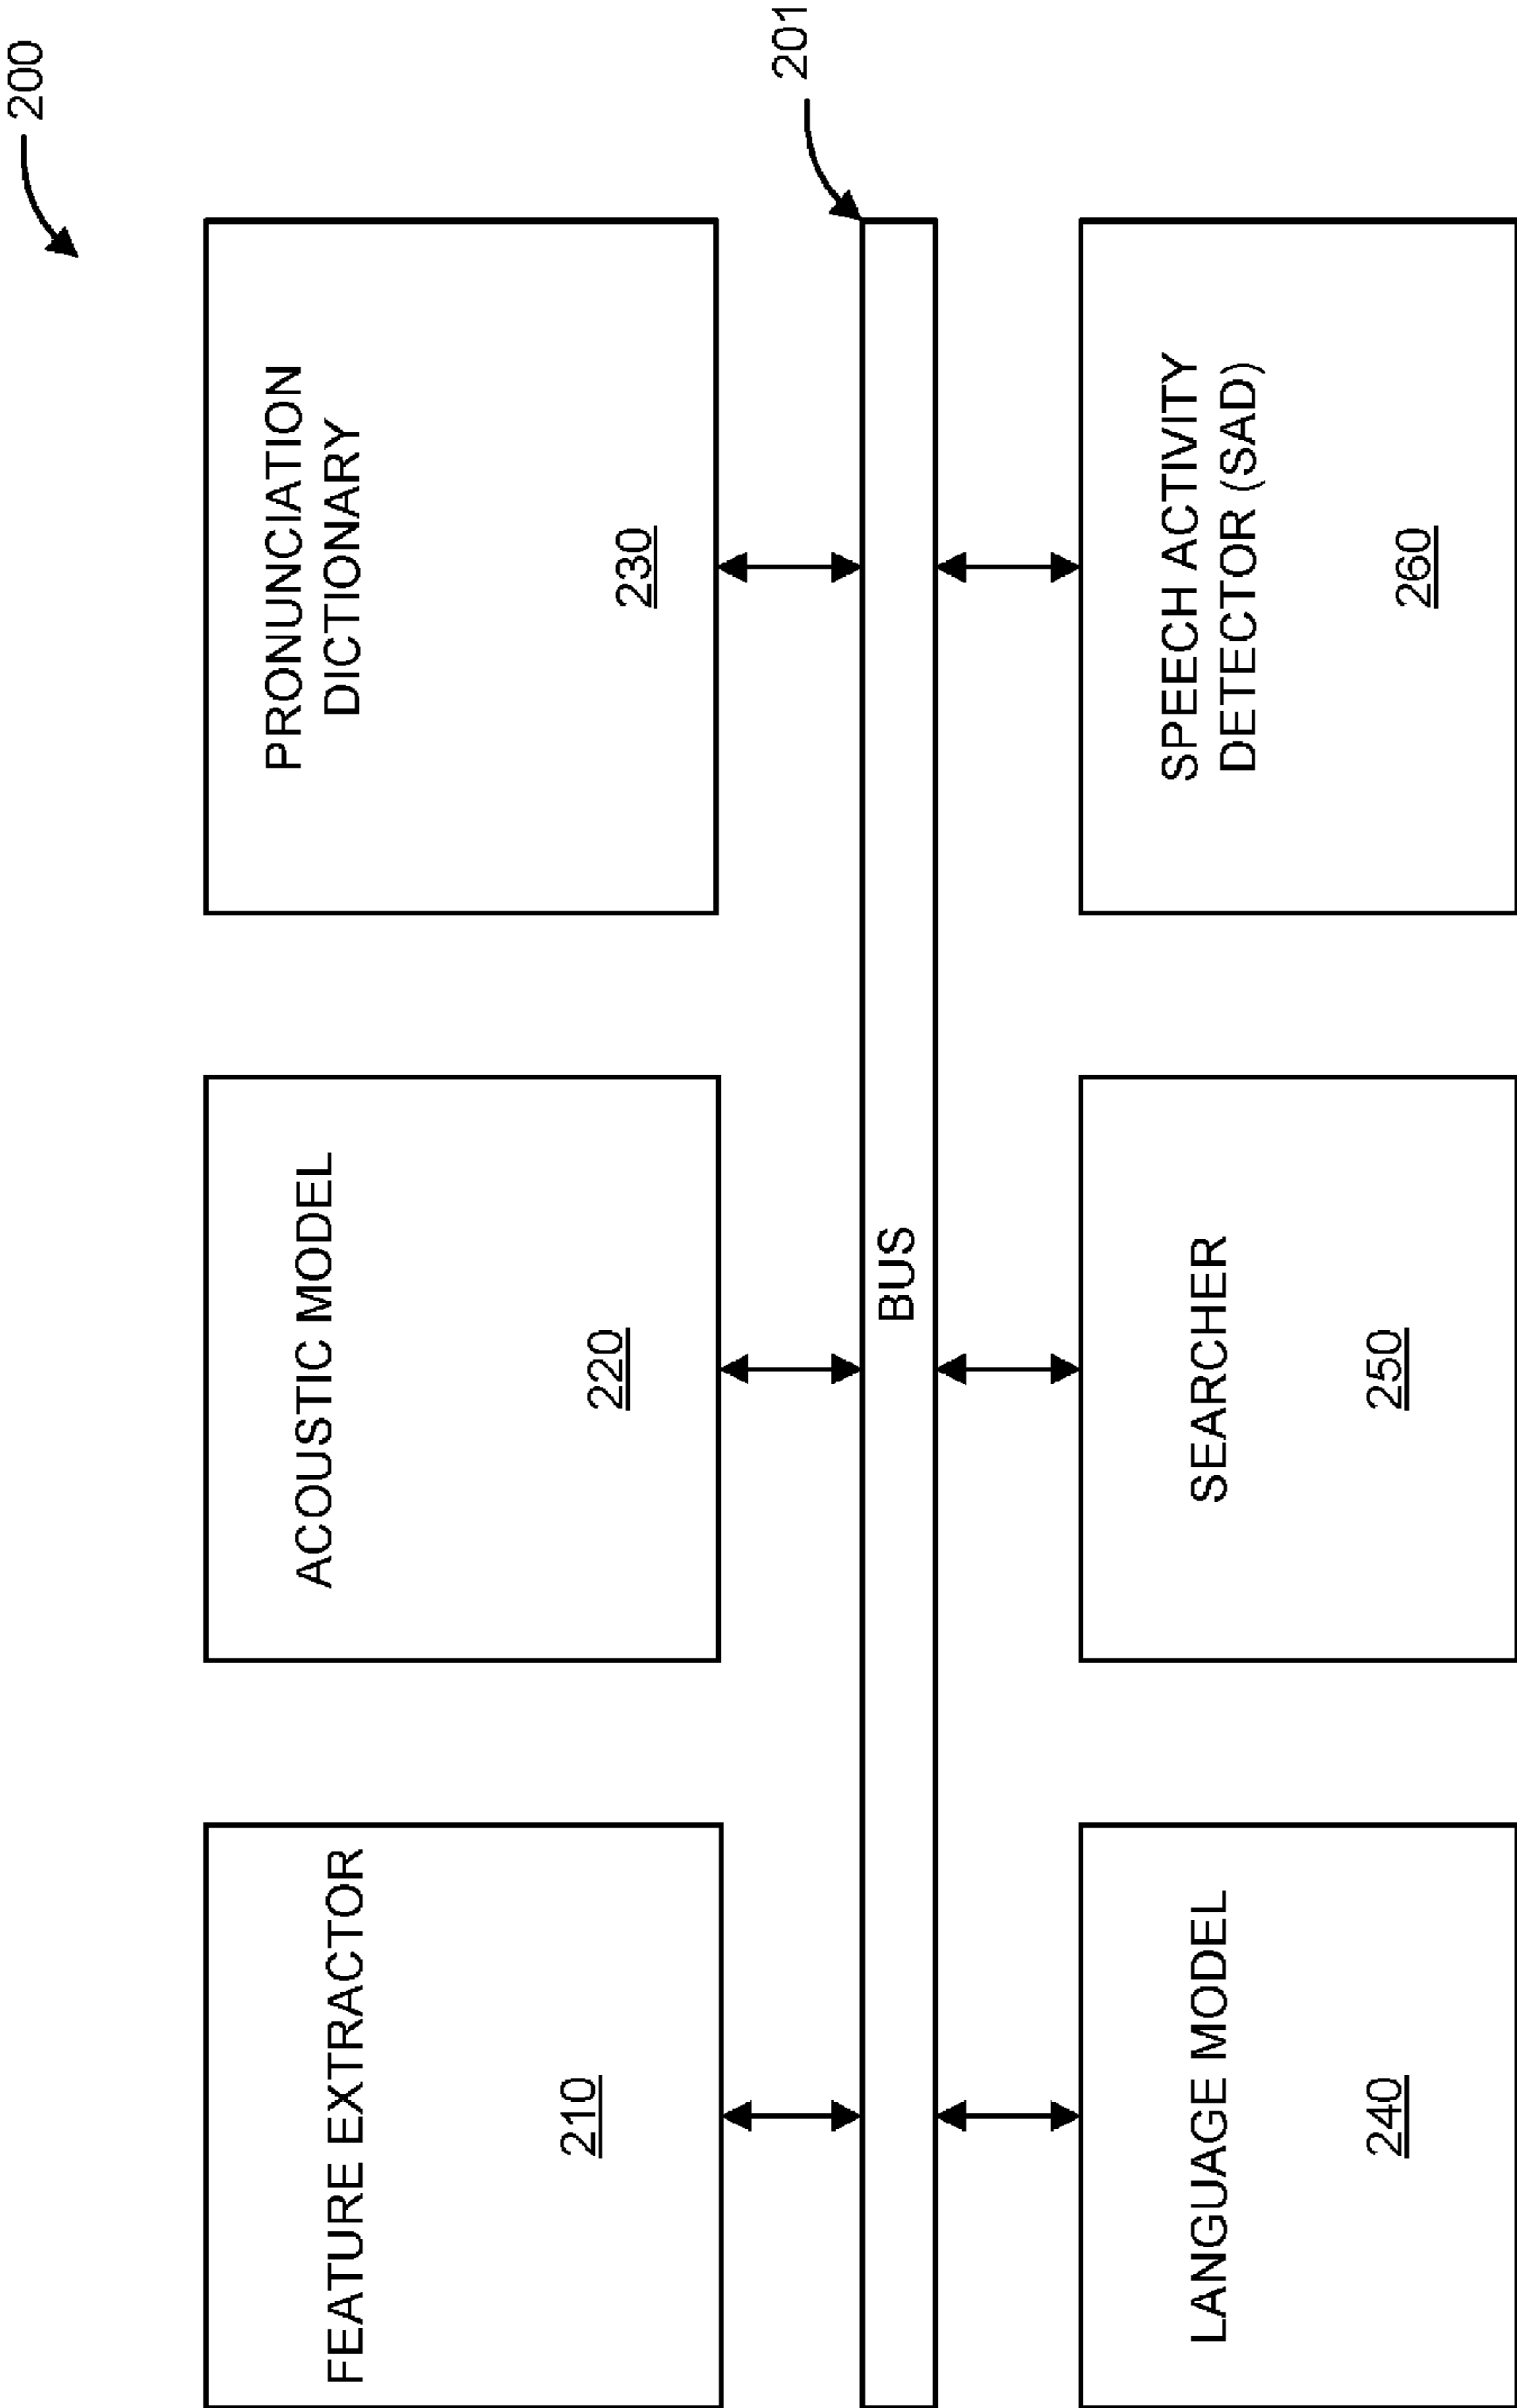 200
FEATURE EXTRACTOR
210
ACOUSTIC MODEL
220
PRONUNCIATION
DICTIONARY
230
201
BUS
LANGUAGE MODEL
240
SEARCHER
250
SPEECH ACTIVITY
DETECTOR (SAD)
260